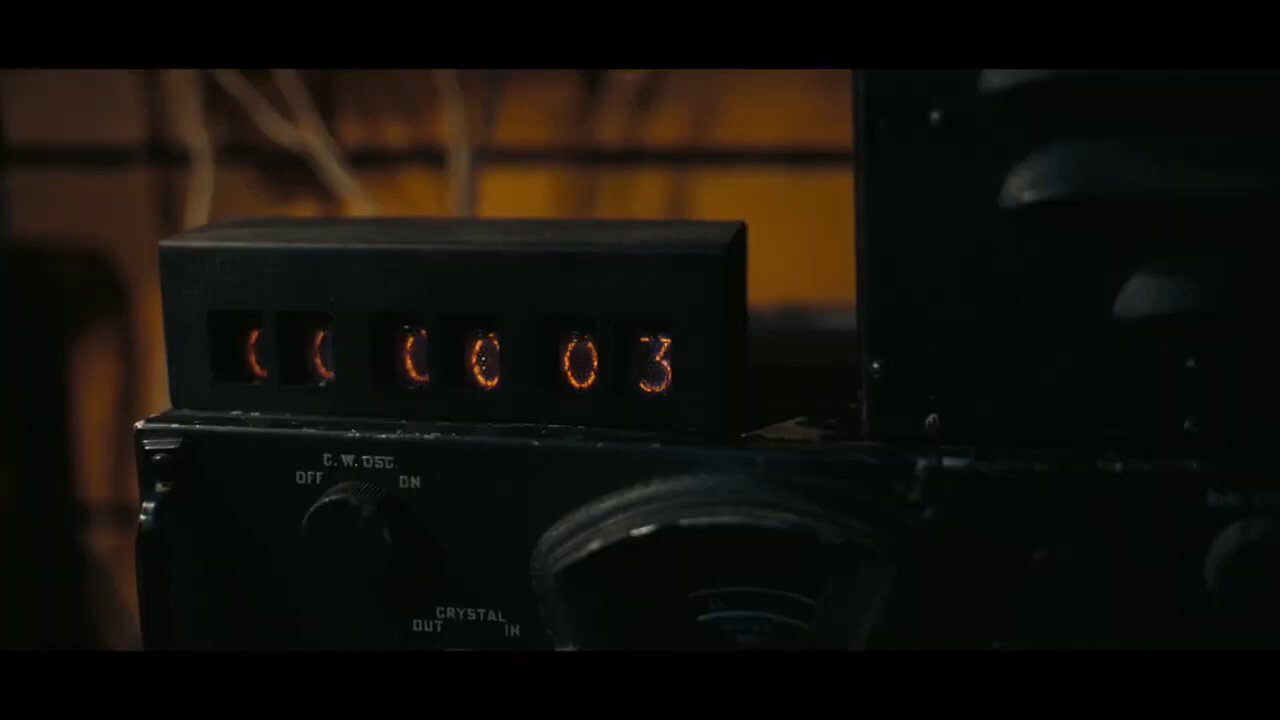 000003
C.W. OSC.
OFF ON
CRYSTAL
OUT IN